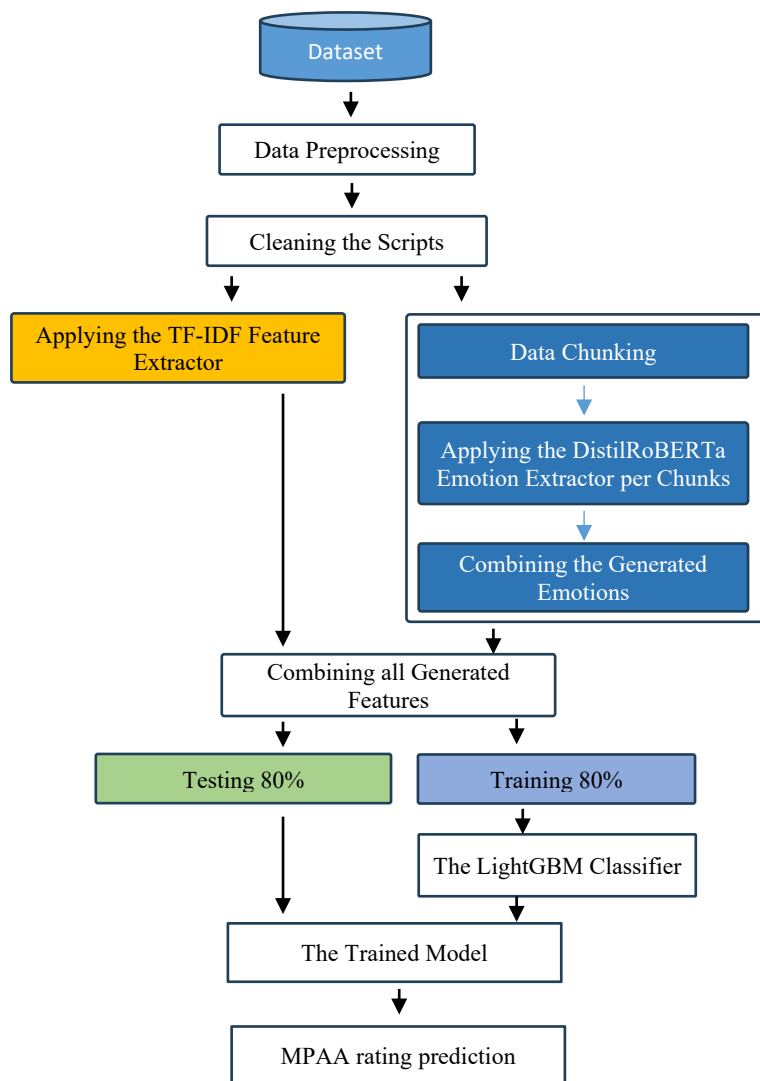 Dataset
Data Preprocessing
Cleaning the Scripts
Applying the TF-IDF Feature
Extractor
Data Chunking
Applying the DistilRoBERTa
Emotion Extractor per Chunks
Combining the Generated
Emotions
Combining all Generated
Features
Testing 80%
Training 80%
The LightGBM Classifier
The Trained Model
MPAA rating prediction